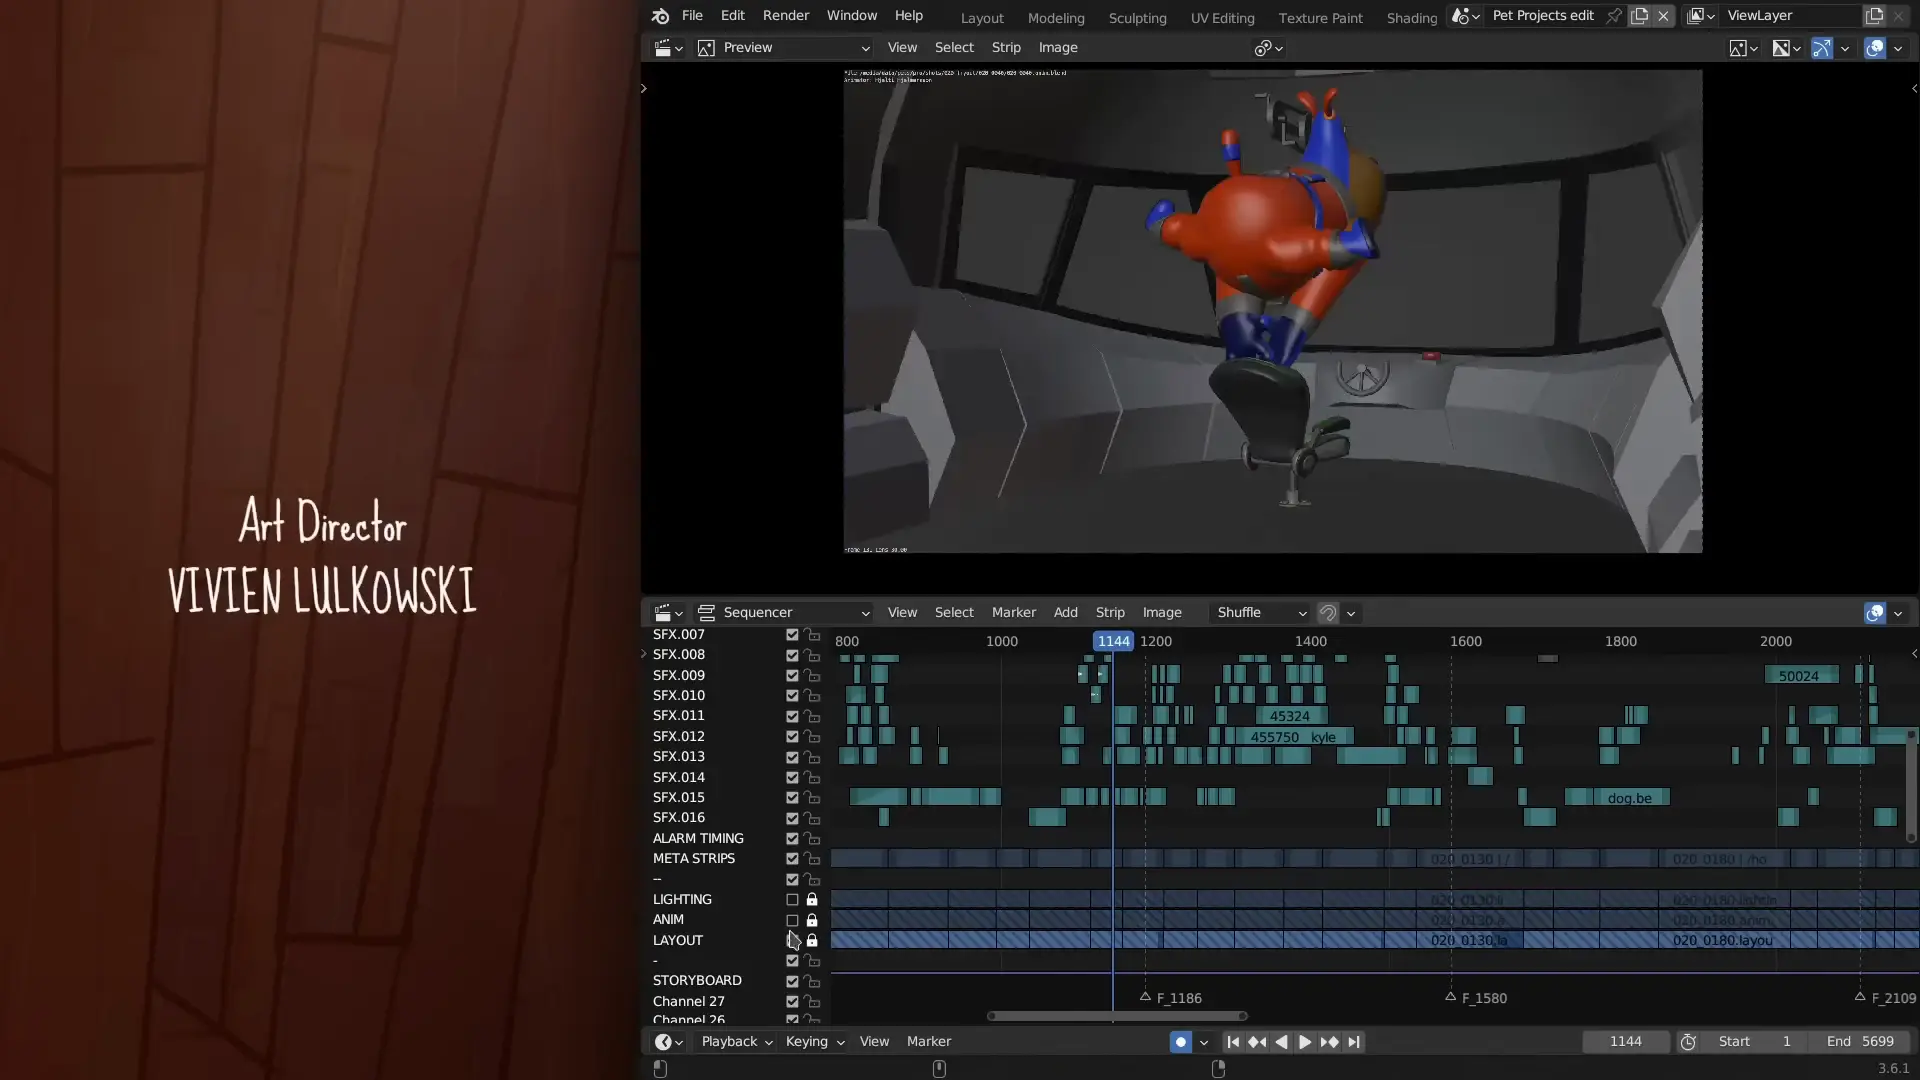 Art Director
VIVIEN LULKOWSKI
File Edit Render Window Help Layout Modeling Sculpting UV Editing Texture Paint Shading Pet Projects edit ViewLayer
Preview View Select Strip Image
Sequencer View Select Marker Add Strip Image Shuffle
SFX.007 800 1000 1144 1200 1400 1600 1800 2000
SFX.008
SFX.009 50024
SFX.010
SFX.011 45324
SFX.012 455750 kyle
SFX.013
SFX.014
SFX.015 dog.be
SFX.016
ALARM TIMING
META STRIPS 020_0130 | / 020_0180 | /ho
--
LIGHTING
ANIM
LAYOUT 020_0130.la 020_0180.layou
-
STORYBOARD
Channel 27 F_1186 F_1580 F_2109
Channel 26
Playback Keying View Marker 1144 Start 1 End 5699
3.6.1